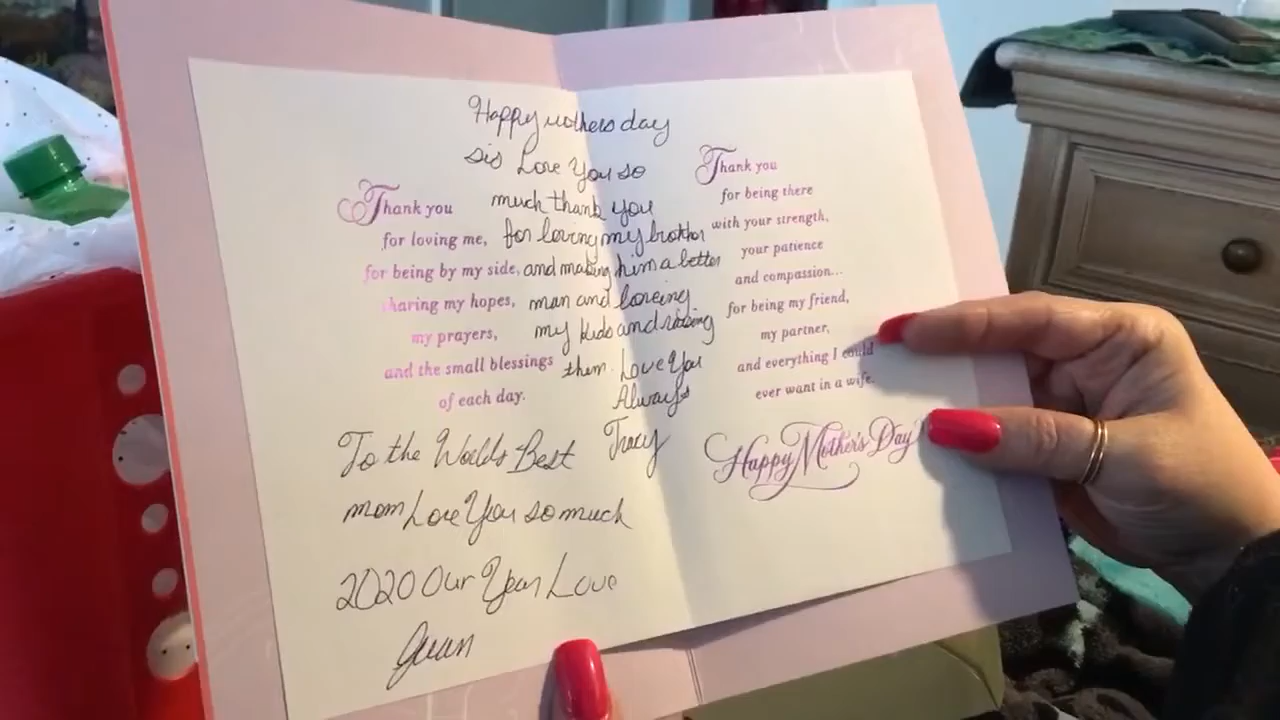 Happy mothers day
sis Love You so
much thank you
for loving my brother
and making him a better
man and loveing
my kids and raising
them. Love You
Always
Tracy
Thank you
for loving me,
for being by my side,
sharing my hopes,
my prayers,
and the small blessings
of each day.
To the Worlds Best
mom Love You so much
2020 Our Year Love
Juan
Thank you
for being there
with your strength,
your patience
and compassion...
for being my friend,
my partner,
and everything I could
ever want in a wife.
Happy Mother's Day